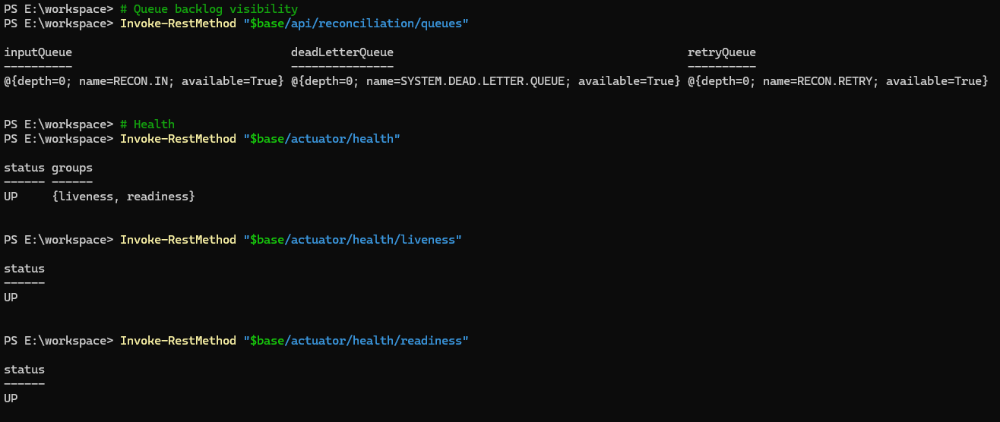 PS E:\workspace> # Queue backlog visibility
PS E:\workspace> Invoke-RestMethod "$base/api/reconciliation/queues"
inputQueue deadLetterQueue retryQueue
---------- --------------- ----------
@{depth=0; name=RECON.IN; available=True} @{depth=0; name=SYSTEM.DEAD.LETTER.QUEUE; available=True} @{depth=0; name=RECON.RETRY; available=True}
PS E:\workspace> # Health
PS E:\workspace> Invoke-RestMethod "$base/actuator/health"
status groups
------ ------
UP {liveness, readiness}
PS E:\workspace> Invoke-RestMethod "$base/actuator/health/liveness"
status
------
UP
PS E:\workspace> Invoke-RestMethod "$base/actuator/health/readiness"
status
------
UP